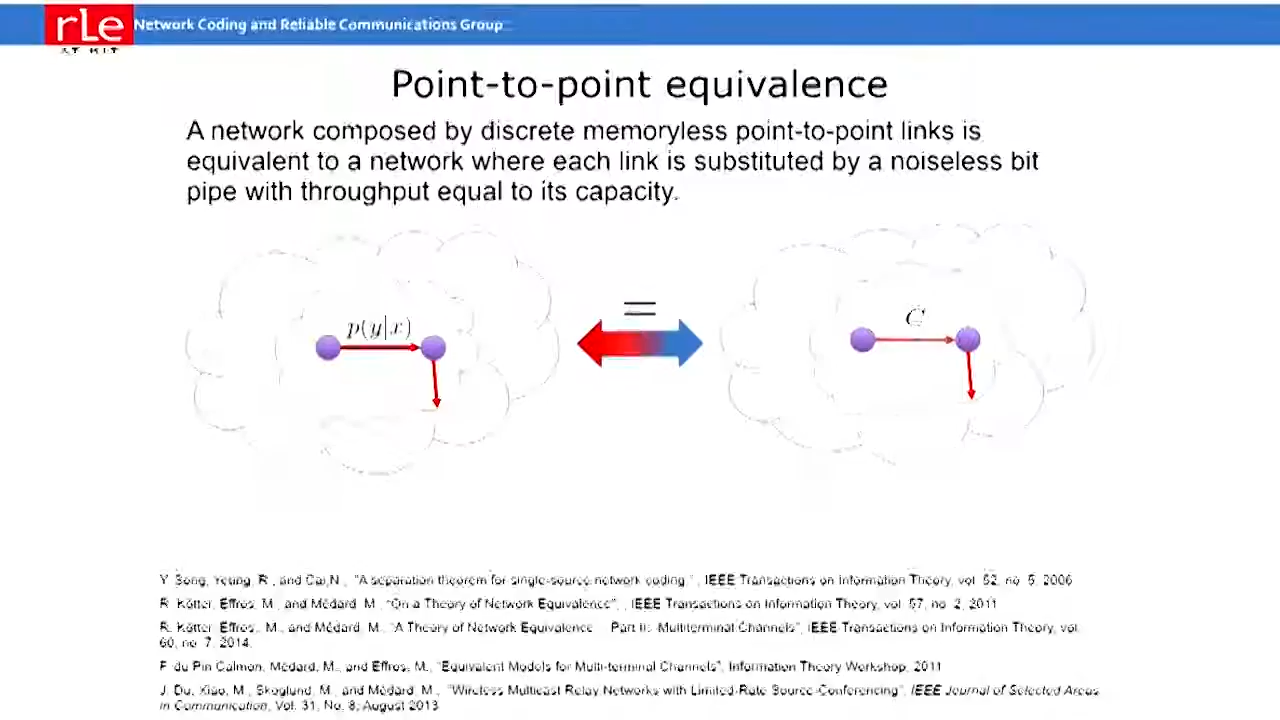 rLe
AT MIT
Network Coding and Reliable Communications Group
Point-to-point equivalence
A network composed by discrete memoryless point-to-point links is
equivalent to a network where each link is substituted by a noiseless bit
pipe with throughput equal to its capacity.
p(y|x)
=
C
Y. Song, Yeung, R., and Cai,N., "A separation theorem for single-source network coding.", IEEE Transactions on Information Theory, vol. 52, no. 5, 2006
R. Kötter, Effros, M., and Médard, M., "On a Theory of Network Equivalence", , IEEE Transactions on Information Theory, vol. 57, no. 2, 2011
R. Kötter, Effros, M., and Médard, M., "A Theory of Network Equivalence Part II: Multiterminal Channels", IEEE Transactions on Information Theory, vol.
60, no. 7, 2014.
F. du Pin Calmon, Médard, M., and Effros, M., "Equivalent Models for Multi-terminal Channels", Information Theory Workshop, 2011
J. Du, Xiao, M., Skoglund, M., and Médard, M., "Wireless Multicast Relay Networks with Limited-Rate Source-Conferencing", IEEE Journal of Selected Areas
in Communication, Vol. 31, No. 8, August 2013